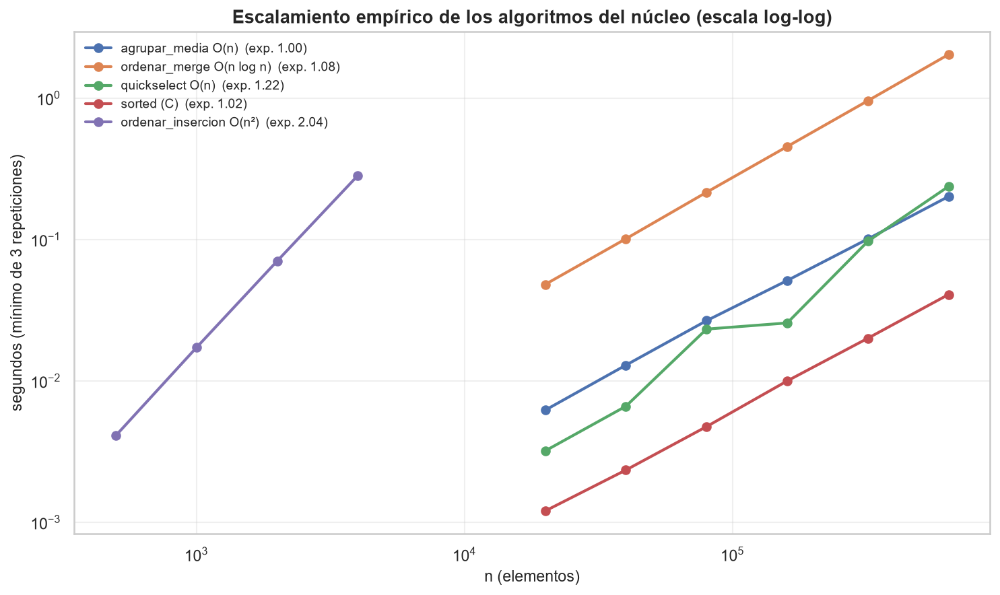 Escalamiento empírico de los algoritmos del núcleo (escala log-log)
agrupar_media O(n) (exp. 1.00)
ordenar_merge O(n log n) (exp. 1.08)
quickselect O(n) (exp. 1.22)
sorted (C) (exp. 1.02)
ordenar_insercion O(n²) (exp. 2.04)
segundos (mínimo de 3 repeticiones)
10⁰
10⁻¹
10⁻²
10⁻³
10³
10⁴
10⁵
n (elementos)